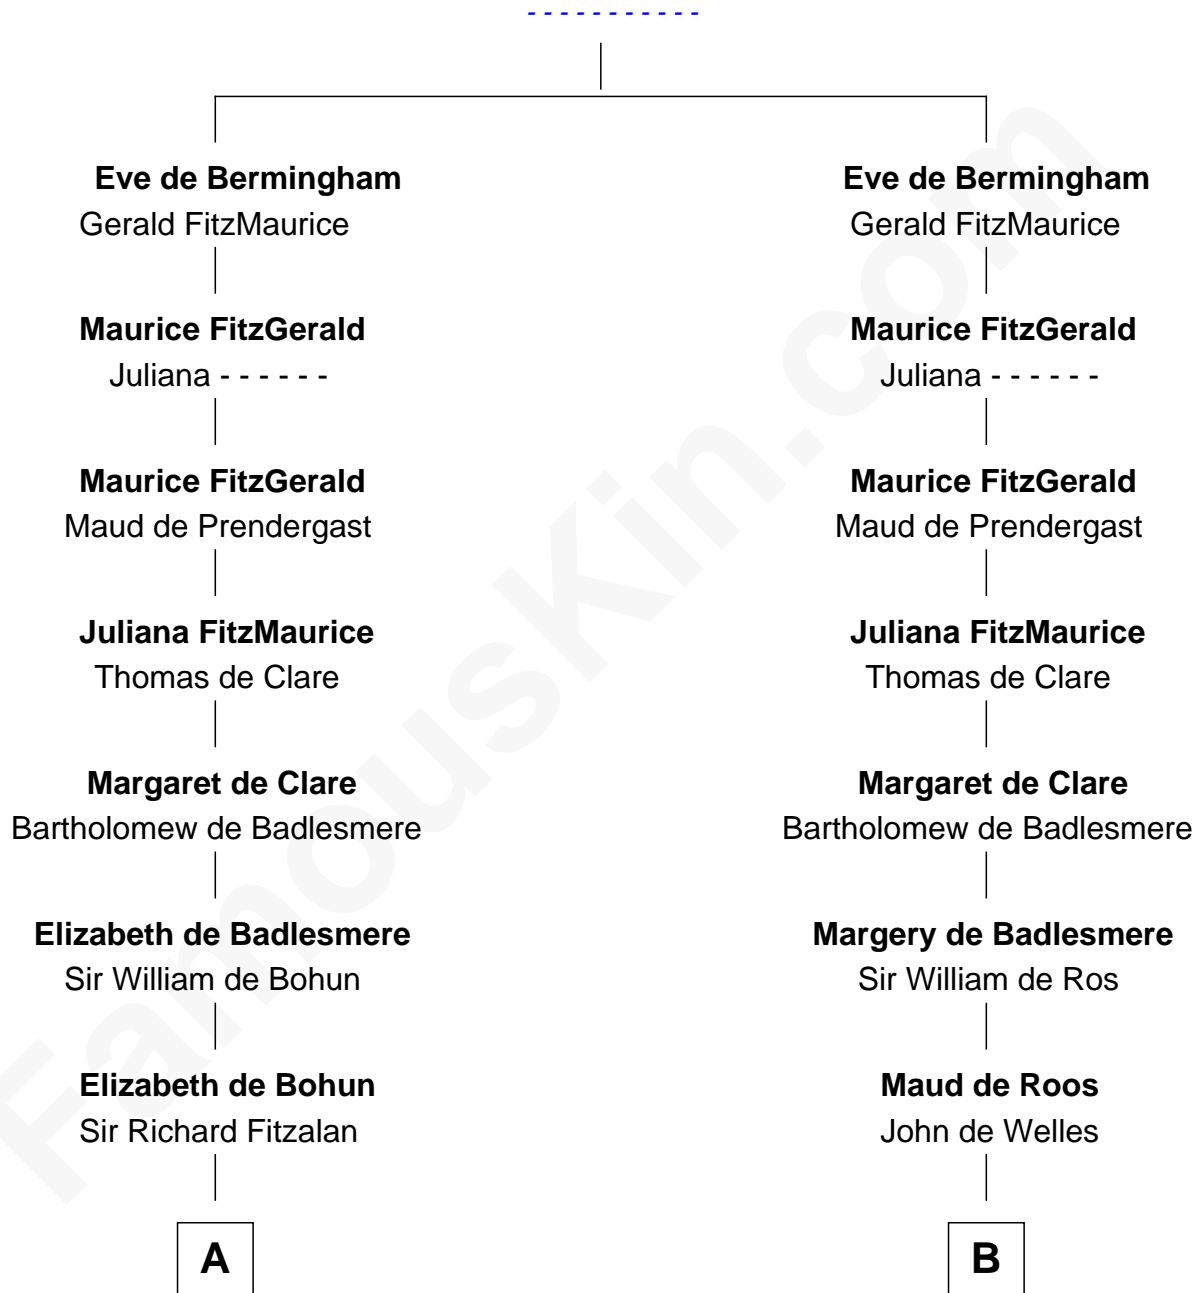 - - - - - - - - - - -
Eve de Bermingham
Gerald FitzMaurice
Maurice FitzGerald
Juliana - - - - - -
Maurice FitzGerald
Maud de Prendergast
Juliana FitzMaurice
Thomas de Clare
Margaret de Clare
Bartholomew de Badlesmere
Elizabeth de Badlesmere
Sir William de Bohun
Elizabeth de Bohun
Sir Richard Fitzalan
A
Eve de Bermingham
Gerald FitzMaurice
Maurice FitzGerald
Juliana - - - - - -
Maurice FitzGerald
Maud de Prendergast
Juliana FitzMaurice
Thomas de Clare
Margaret de Clare
Bartholomew de Badlesmere
Margery de Badlesmere
Sir William de Ros
Maud de Roos
John de Welles
B
FamousKin.com